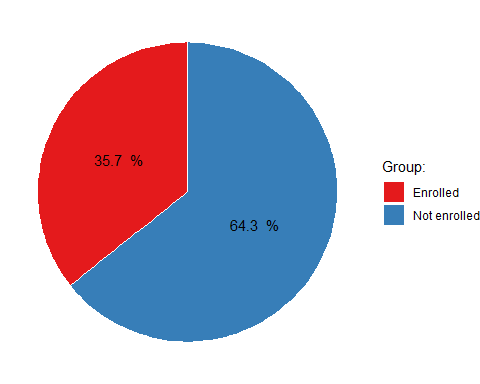 35.7 %
64.3 %
Group:
Enrolled
Not enrolled